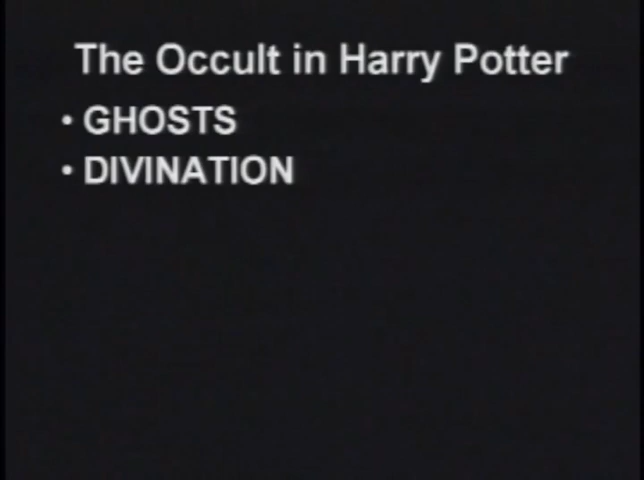 The Occult in Harry Potter
• GHOSTS
• DIVINATION